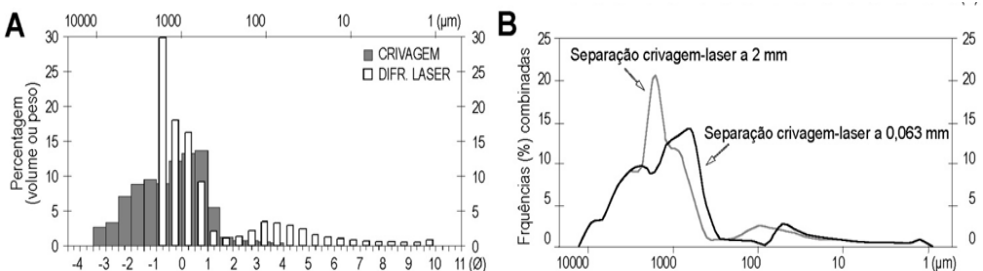 A
10000 1000 100 10 1 (µm)
CRIVAGEM
DIFR. LASER
Percentagem
(volume ou peso)
30 25 20 15 10 5 0
30 25 20 15 10 5 0
-4 -3 -2 -1 0 1 2 3 4 5 6 7 8 9 10 11 (Ø)
B
Separação crivagem-laser a 2 mm
Separação crivagem-laser a 0,063 mm
Frquências (%) combinadas
25 20 15 10 5 0
25 20 15 10 5 0
10000 1000 100 10 1 (µm)